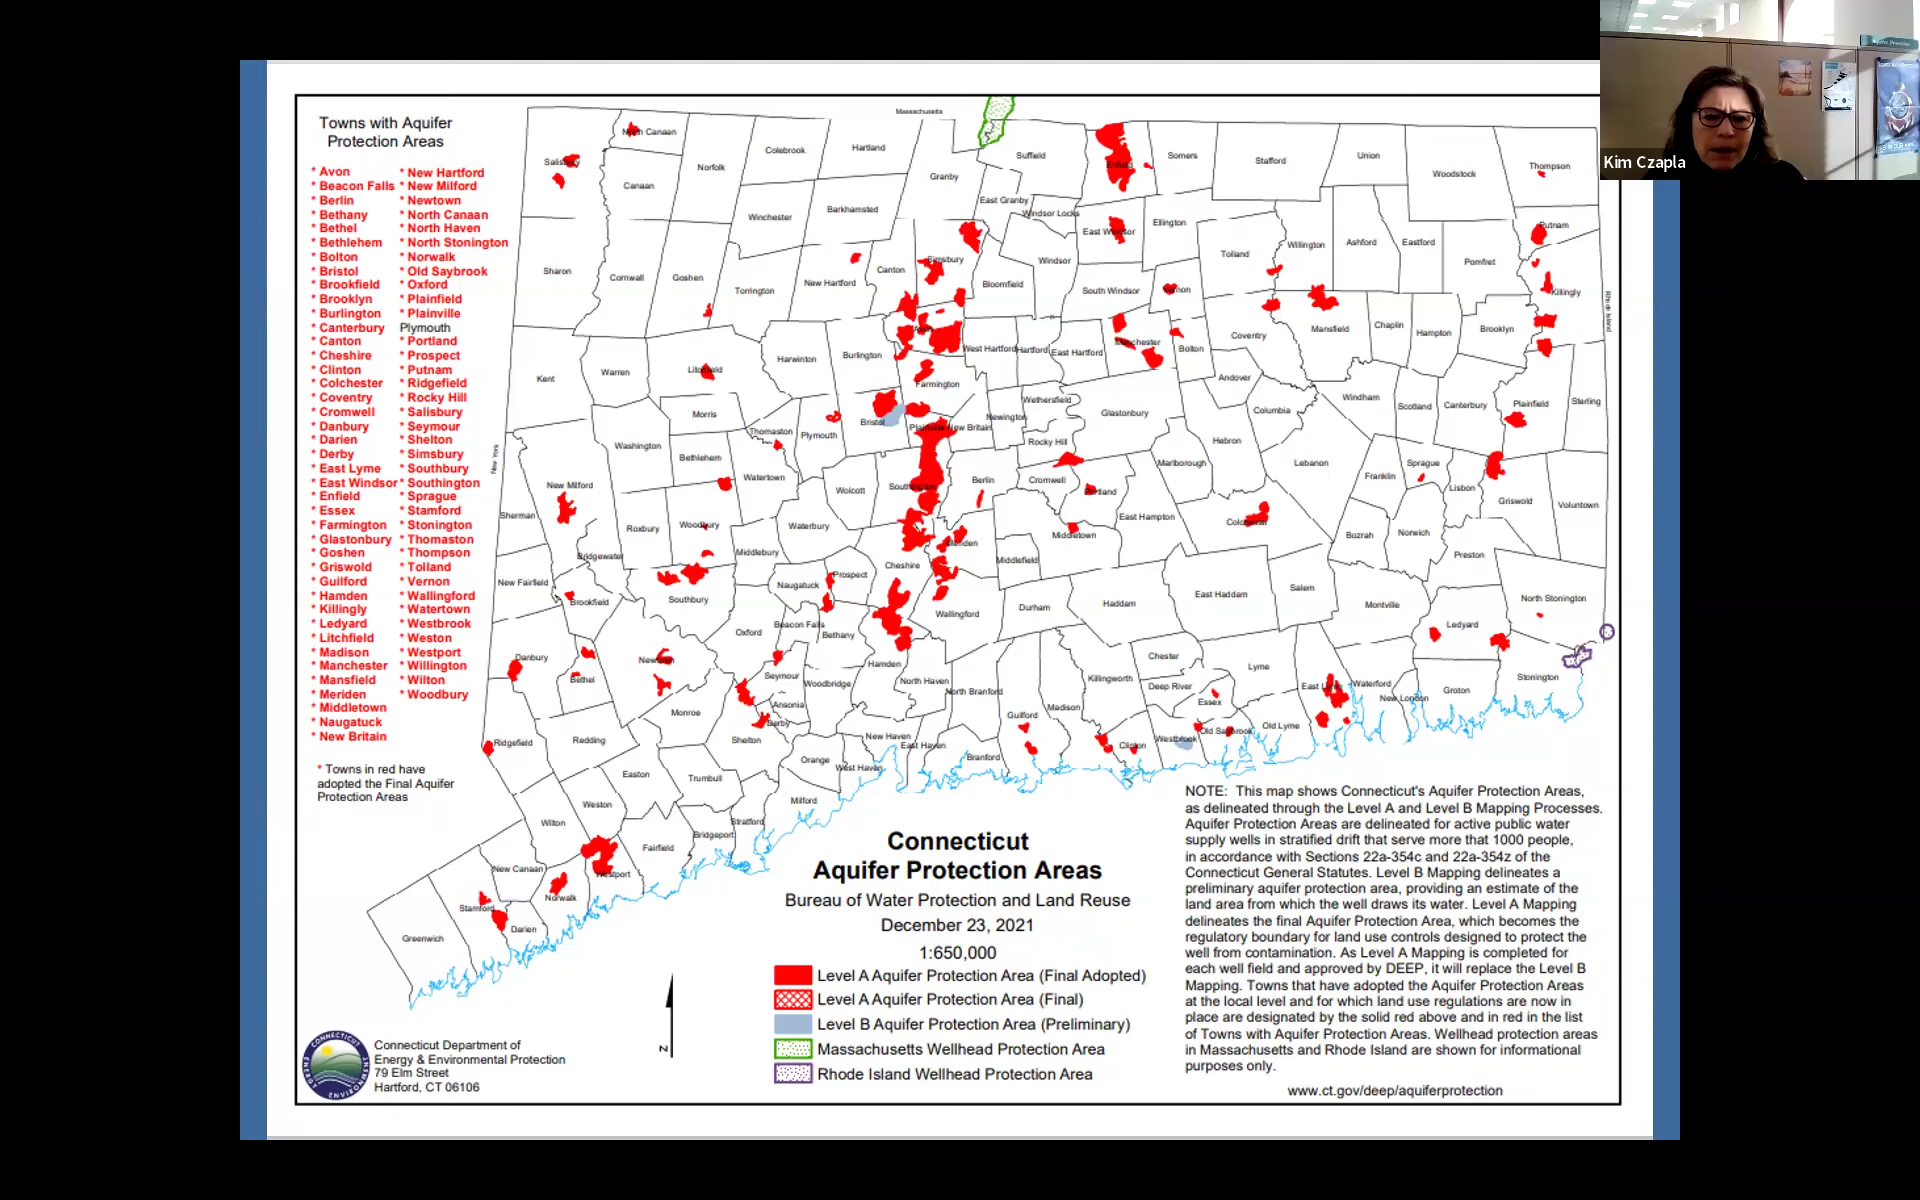 Kim Czapla
Towns with Aquifer
Protection Areas
* Avon
* Beacon Falls
* Berlin
* Bethany
* Bethel
* Bethlehem
* Bolton
* Bristol
* Brookfield
* Brooklyn
* Burlington
* Canterbury
* Canton
* Cheshire
* Clinton
* Colchester
* Coventry
* Cromwell
* Danbury
* Darien
* Derby
* East Lyme
* East Windsor
* Enfield
* Essex
* Farmington
* Glastonbury
* Goshen
* Griswold
* Guilford
* Hamden
* Killingly
* Ledyard
* Litchfield
* Madison
* Manchester
* Mansfield
* Meriden
* Middletown
* Naugatuck
* New Britain
* New Hartford
* New Milford
* Newtown
* North Canaan
* North Haven
* North Stonington
* Norwalk
* Old Saybrook
* Oxford
* Plainfield
* Plainville
Plymouth
* Portland
* Prospect
* Putnam
* Ridgefield
* Rocky Hill
* Salisbury
* Seymour
* Shelton
* Simsbury
* Southbury
* Southington
* Sprague
* Stamford
* Stonington
* Thomaston
* Thompson
* Tolland
* Vernon
* Wallingford
* Watertown
* Westbrook
* Weston
* Westport
* Willington
* Wilton
* Woodbury
* Towns in red have
adopted the Final Aquifer
Protection Areas
Massachusetts
New York
Rhode Island
North Canaan
Salisbury
Canaan
Norfolk
Colebrook
Hartland
Granby
Suffield
Enfield
Somers
Stafford
Union
Woodstock
Thompson
East Granby
Windsor Locks
Winchester
Barkhamsted
East Windsor
Ellington
Tolland
Willington
Ashford
Eastford
Putnam
Pomfret
Sharon
Cornwall
Goshen
Torrington
New Hartford
Canton
Simsbury
Bloomfield
Windsor
South Windsor
Vernon
Killingly
Kent
Warren
Litchfield
Harwinton
Burlington
Avon
West Hartford
Hartford
East Hartford
Manchester
Bolton
Coventry
Mansfield
Chaplin
Hampton
Brooklyn
Farmington
Andover
Washington
Morris
Thomaston
Plymouth
Bristol
Plainville
New Britain
Newington
Wethersfield
Glastonbury
Columbia
Windham
Scotland
Canterbury
Plainfield
Sterling
Bethlehem
Watertown
Wolcott
Southington
Berlin
Rocky Hill
Cromwell
Portland
Marlborough
Hebron
Lebanon
Franklin
Sprague
Lisbon
Griswold
Voluntown
New Milford
Sherman
Roxbury
Woodbury
Waterbury
East Hampton
Colchester
Bozrah
Norwich
Preston
Bridgewater
Middlebury
Meriden
Middlefield
Middletown
Cheshire
New Fairfield
Brookfield
Southbury
Naugatuck
Prospect
Wallingford
Durham
Haddam
East Haddam
Salem
Montville
North Stonington
Ledyard
Oxford
Beacon Falls
Bethany
Danbury
Bethel
Newtown
Seymour
Woodbridge
Hamden
North Haven
North Branford
Killingworth
Chester
Deep River
Essex
Lyme
East Lyme
Waterford
New London
Groton
Stonington
Monroe
Ansonia
Derby
Shelton
Guilford
Madison
Clinton
Westbrook
Old Saybrook
Old Lyme
Ridgefield
Redding
Easton
Trumbull
Orange
New Haven
West Haven
East Haven
Branford
Weston
Wilton
Milford
Stratford
Bridgeport
Fairfield
New Canaan
Westport
Norwalk
Stamford
Darien
Greenwich
Connecticut
Aquifer Protection Areas
Bureau of Water Protection and Land Reuse
December 23, 2021
1:650,000
Level A Aquifer Protection Area (Final Adopted)
Level A Aquifer Protection Area (Final)
Level B Aquifer Protection Area (Preliminary)
Massachusetts Wellhead Protection Area
Rhode Island Wellhead Protection Area
N
NOTE: This map shows Connecticut's Aquifer Protection Areas,
as delineated through the Level A and Level B Mapping Processes.
Aquifer Protection Areas are delineated for active public water
supply wells in stratified drift that serve more that 1000 people,
in accordance with Sections 22a-354c and 22a-354z of the
Connecticut General Statutes. Level B Mapping delineates a
preliminary aquifer protection area, providing an estimate of the
land area from which the well draws its water. Level A Mapping
delineates the final Aquifer Protection Area, which becomes the
regulatory boundary for land use controls designed to protect the
well from contamination. As Level A Mapping is completed for
each well field and approved by DEEP, it will replace the Level B
Mapping. Towns that have adopted the Aquifer Protection Areas
at the local level and for which land use regulations are now in
place are designated by the solid red above and in red in the list
of Towns with Aquifer Protection Areas. Wellhead protection areas
in Massachusetts and Rhode Island are shown for informational
purposes only.
www.ct.gov/deep/aquiferprotection
Connecticut Department of
Energy & Environmental Protection
79 Elm Street
Hartford, CT 06106